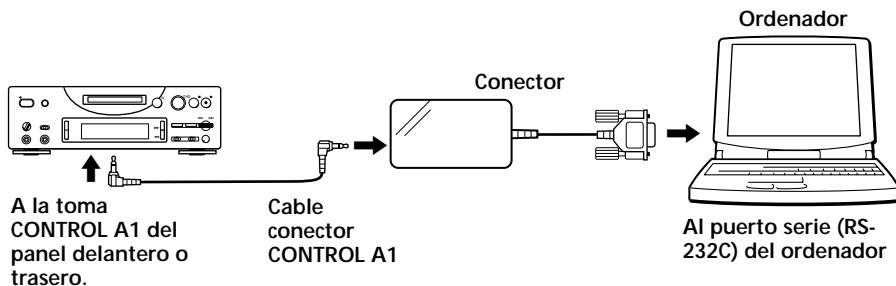 Ordenador
Conector
A la toma
CONTROL A1 del
panel delantero o
trasero.
Cable
conector
CONTROL A1
Al puerto serie (RS-
232C) del ordenador